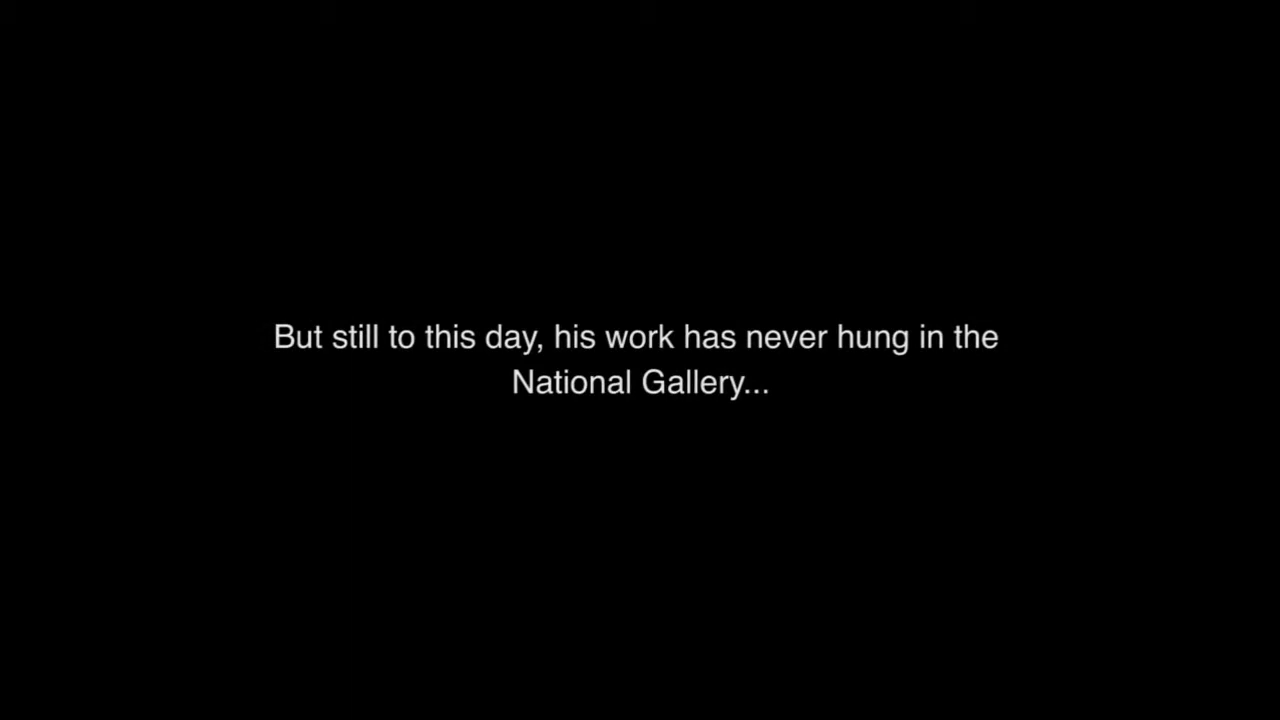 But still to this day, his work has never hung in the
National Gallery...